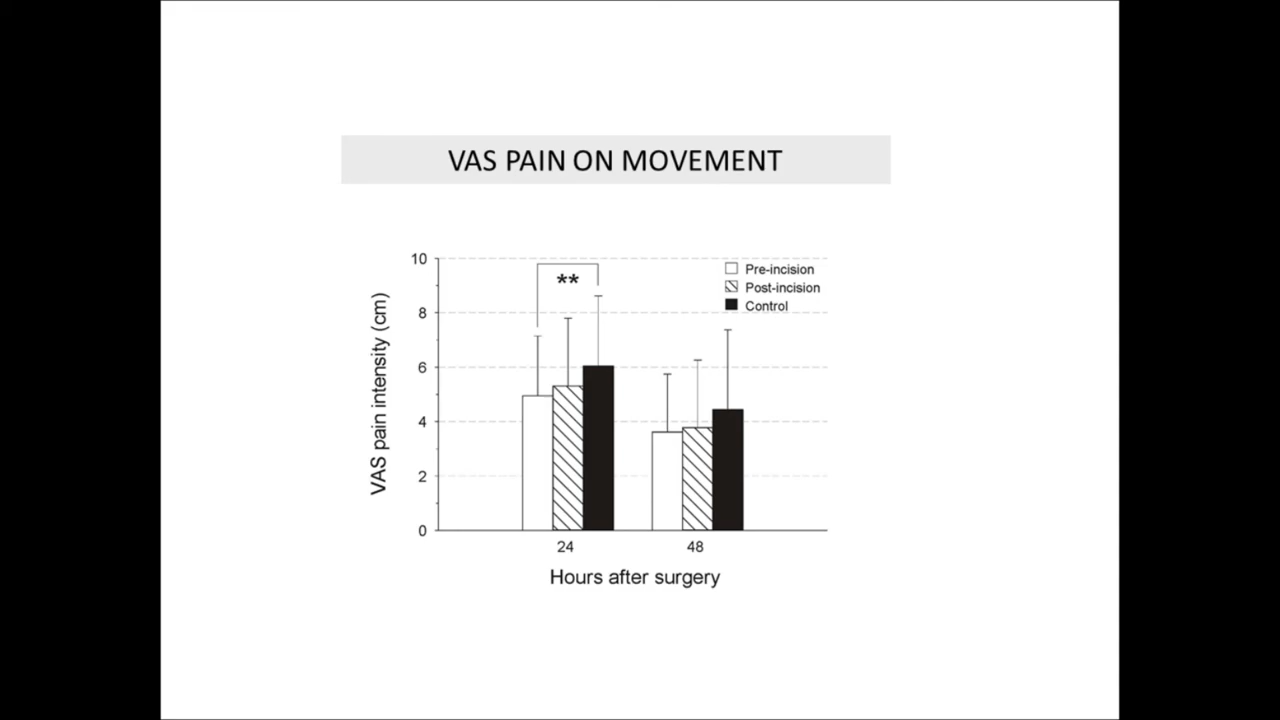 VAS PAIN ON MOVEMENT
10
8
6
4
2
0
VAS pain intensity (cm)
**
Pre-incision
Post-incision
Control
24 48
Hours after surgery